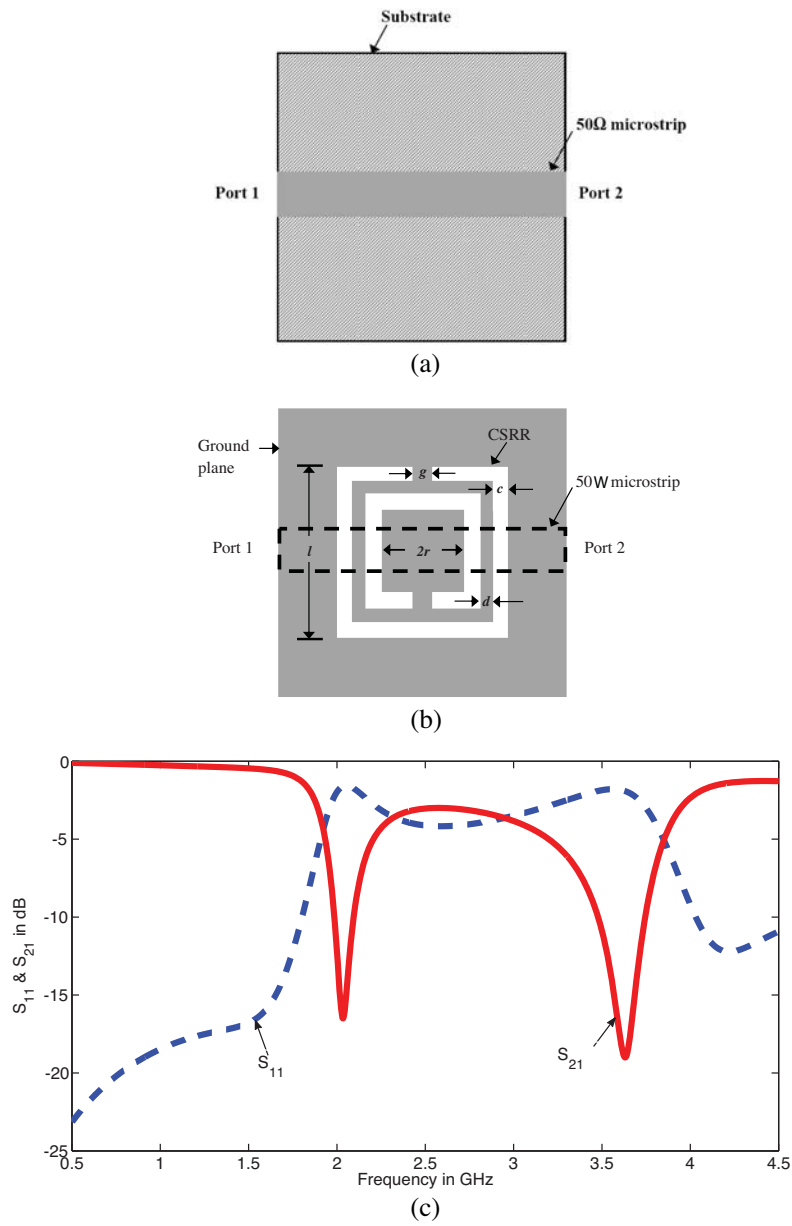 Substrate
50Ω microstrip
Port 1
Port 2
(a)
Ground
plane
CSRR
g
c
50W microstrip
Port 1
l
2r
Port 2
d
(b)
0
-5
-10
-15
-20
-25
S11 & S21 in dB
S11
S21
0.5
1
1.5
2
2.5
3
3.5
4
4.5
Frequency in GHz
(c)